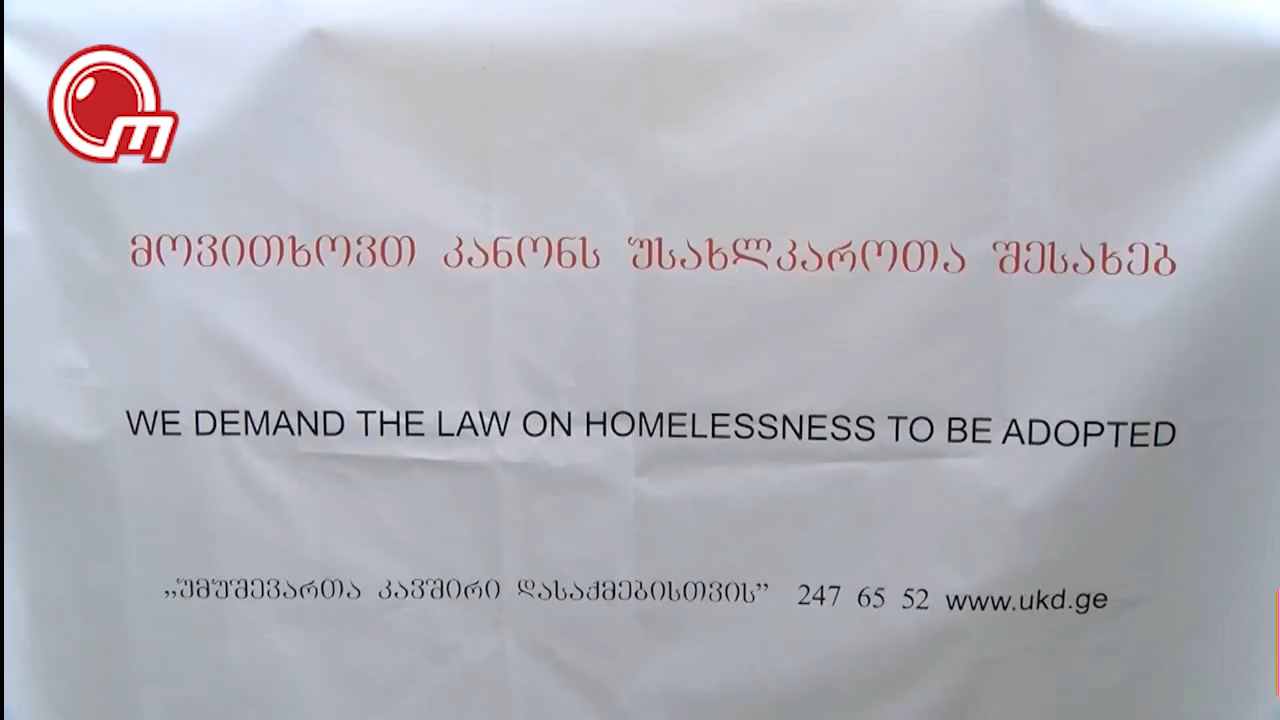 მოვითხოვთ კანონს უსახლკაროთა შესახებ
WE DEMAND THE LAW ON HOMELESSNESS TO BE ADOPTED
„უმუშევართა კავშირი დასაქმებისთვის” 247 65 52 www.ukd.ge